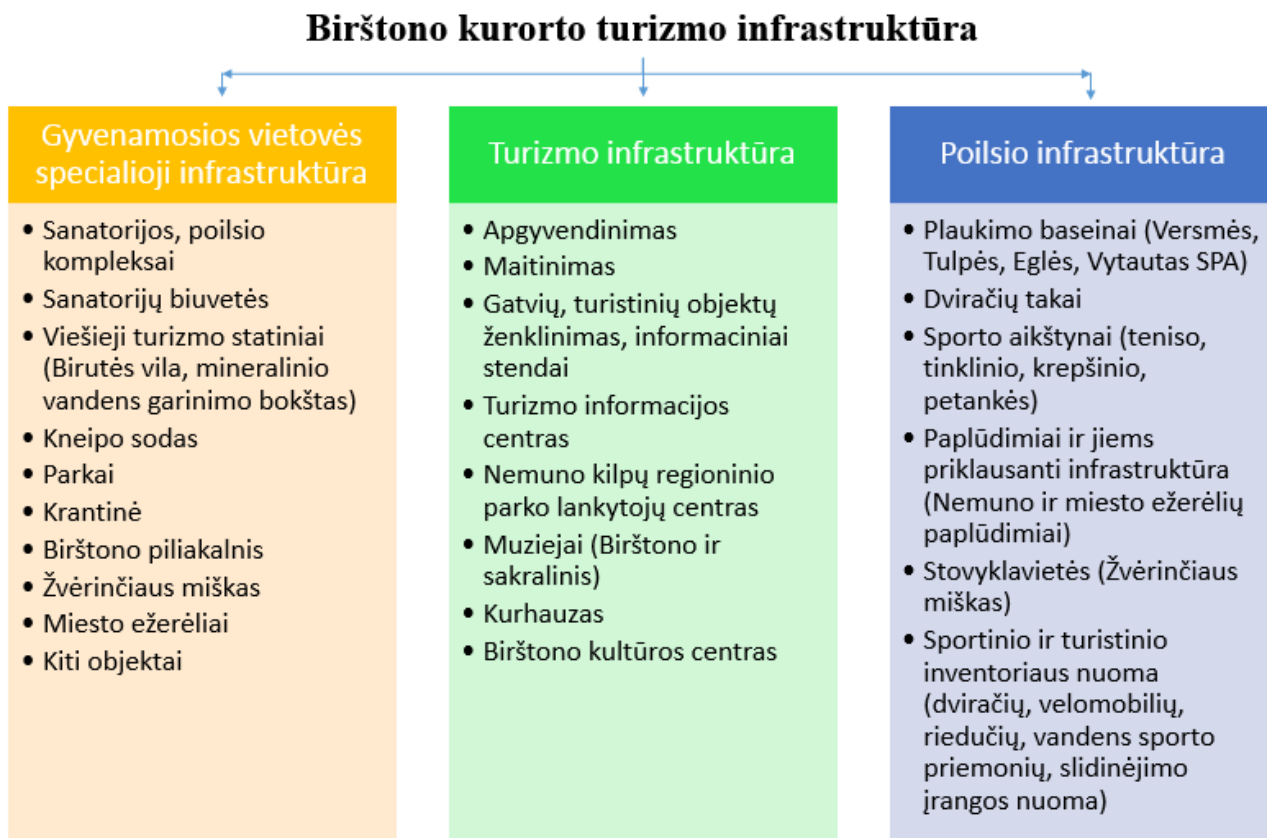 Birštono kurorto turizmo infrastruktūra
Gyvenamosios vietovės
specialioji infrastruktūra
• Sanatorijos, poilsio
kompleksai
• Sanatorijų biuvetės
• Viešieji turizmo statiniai
(Birutės vila, mineralinio
vandens garinimo bokštas)
• Kneipo sodas
• Parkai
• Krantinė
• Birštono piliakalnis
• Žvėrinčiaus miškas
• Miesto ežerėliai
• Kiti objektai
Turizmo infrastruktūra
• Apgyvendinimas
• Maitinimas
• Gatvių, turistinių objektų
ženklinimas, informaciniai
stendai
• Turizmo informacijos
centras
• Nemuno kilpų regioninio
parko lankytojų centras
• Muziejai (Birštono ir
sakralinis)
• Kurhauzas
• Birštono kultūros centras
Poilsio infrastruktūra
• Plaukimo baseinai (Versmės,
Tulpės, Eglės, Vytautas SPA)
• Dviračių takai
• Sporto aikštynai (teniso,
tinklinio, krepšinio,
petankės)
• Paplūdimiai ir jiems
priklausanti infrastruktūra
(Nemuno ir miesto ežerėlių
paplūdimiai)
• Stovyklavietės (Žvėrinčiaus
miškas)
• Sportinio ir turistinio
inventoriaus nuoma
(dviračių, velomobilių,
riedučių, vandens sporto
priemonių, slidinėjimo
įrangos nuoma)